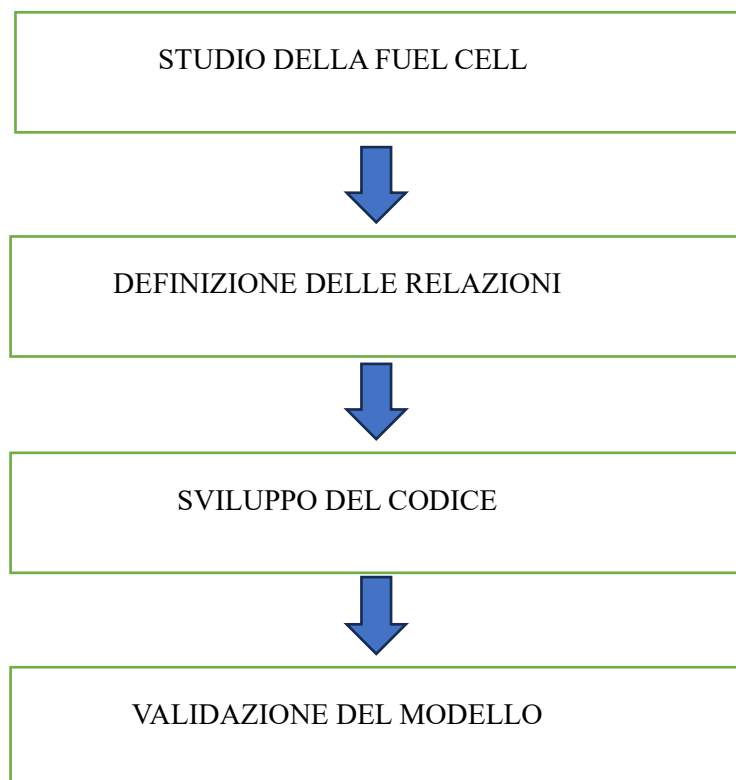 STUDIO DELLA FUEL CELL
DEFINIZIONE DELLE RELAZIONI
SVILUPPO DEL CODICE
VALIDAZIONE DEL MODELLO